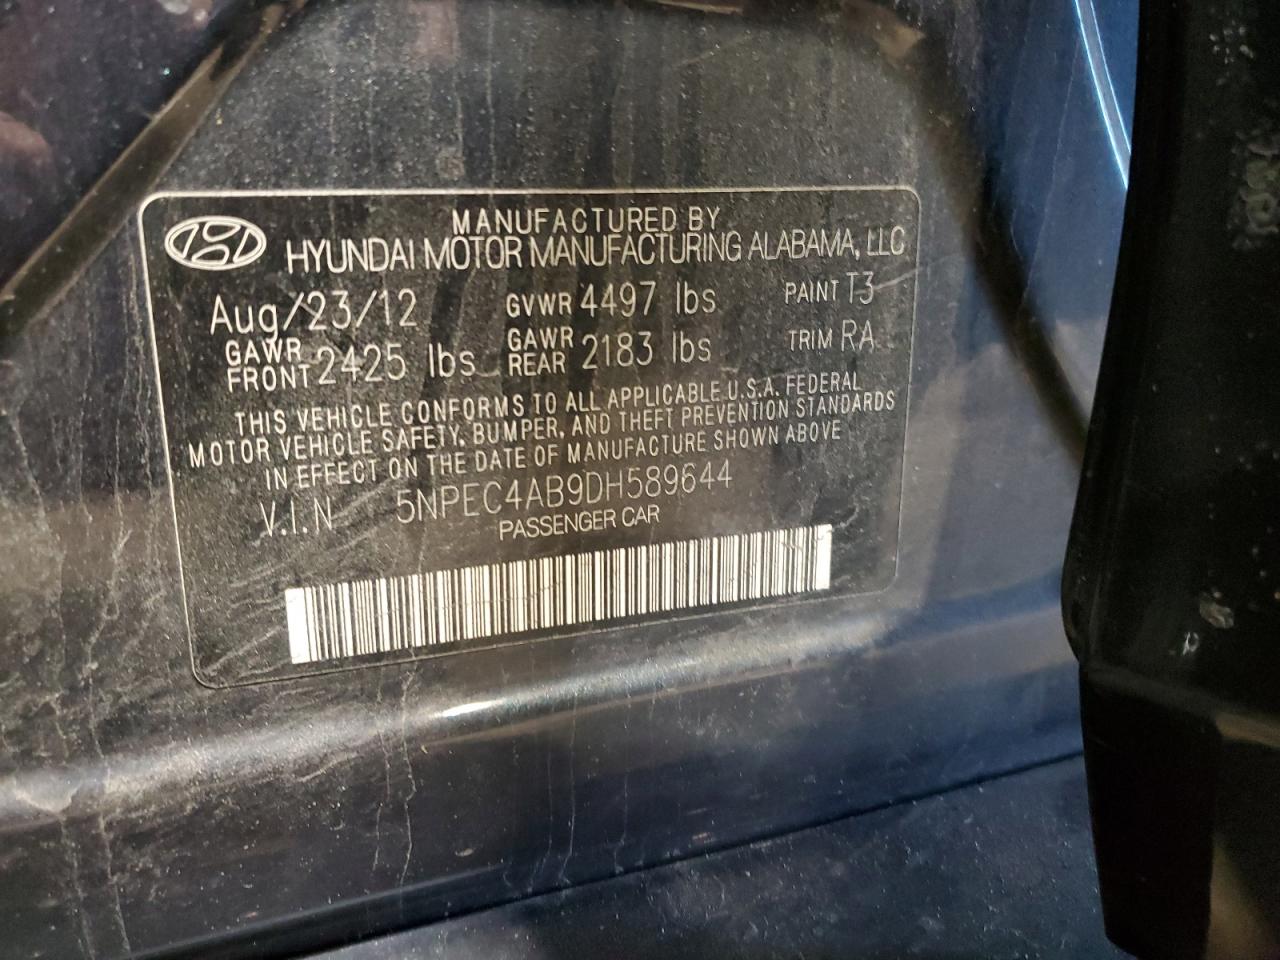 MANUFACTURED BY
HYUNDAI MOTOR MANUFACTURING ALABAMA, LLC
Aug/23/12 GVWR 4497 lbs PAINT T3
GAWR FRONT 2425 lbs GAWR REAR 2183 lbs TRIM RA
THIS VEHICLE CONFORMS TO ALL APPLICABLE U.S.A. FEDERAL
MOTOR VEHICLE SAFETY, BUMPER, AND THEFT PREVENTION STANDARDS
IN EFFECT ON THE DATE OF MANUFACTURE SHOWN ABOVE
V.I.N 5NPEC4AB9DH589644
PASSENGER CAR